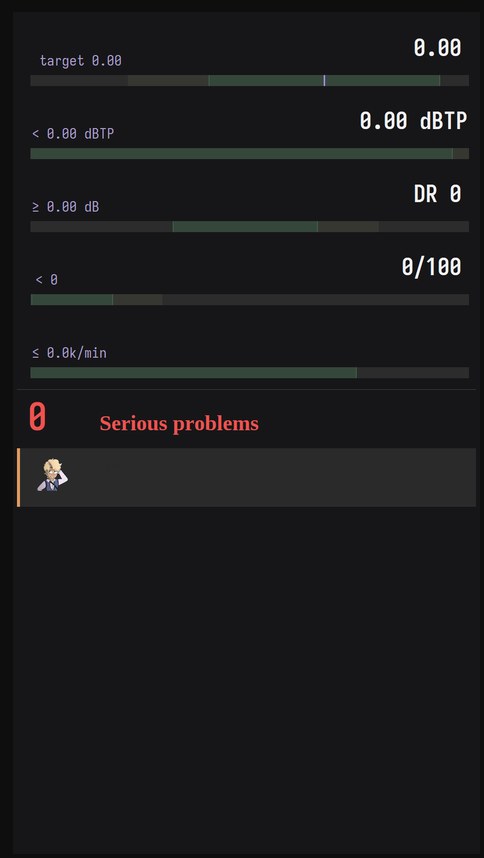 0.00
target 0.00
0.00 dBTP
< 0.00 dBTP
DR 0
≥ 0.00 dB
0/100
< 0
≤ 0.0k/min
0 Serious problems